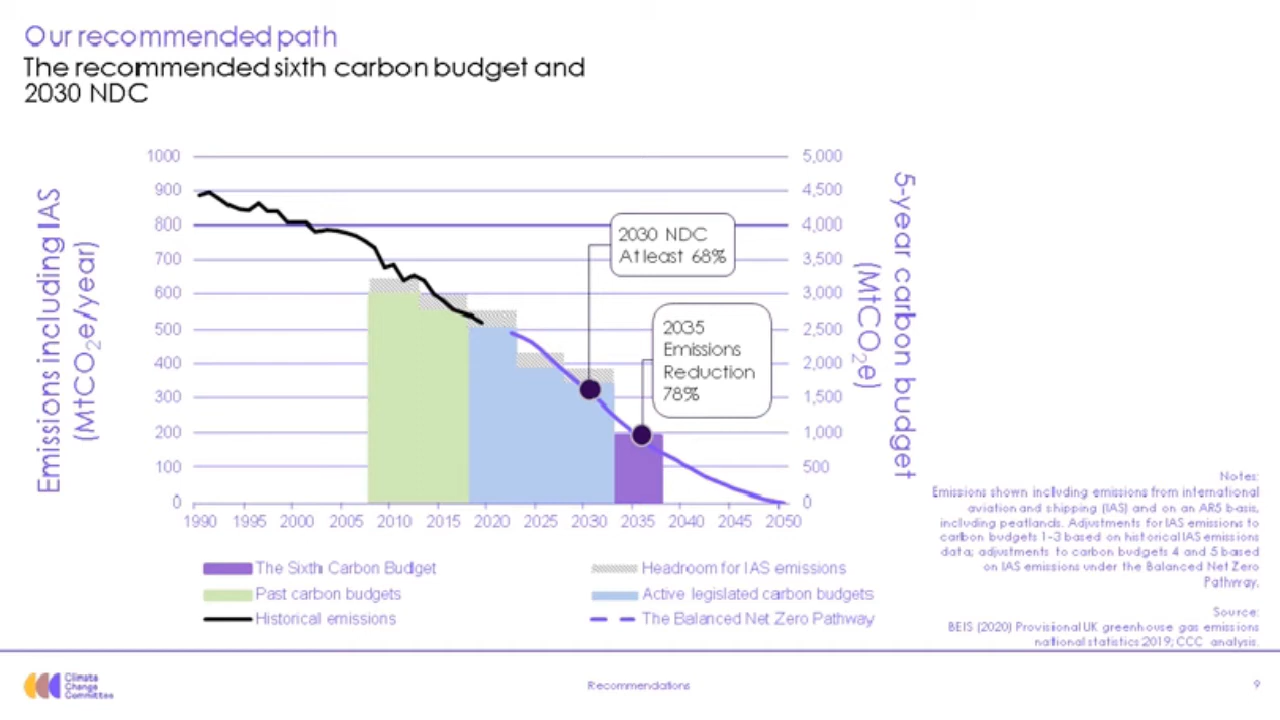 Our recommended path
The recommended sixth carbon budget and
2030 NDC
Emissions including IAS
(MtCO2e/year)
1000
900
800
700
600
500
400
300
200
100
0
5,000
4,500
4,000
3,500
3,000
2,500
2,000
1,500
1,000
500
0
5-year carbon budget
(MtCO2e)
2030 NDC
At least 68%
2035
Emissions
Reduction
78%
1990 1995 2000 2005 2010 2015 2020 2025 2030 2035 2040 2045 2050
The Sixth Carbon Budget
Headroom for IAS emissions
Past carbon budgets
Active legislated carbon budgets
Historical emissions
The Balanced Net Zero Pathway
Notes:
Emissions shown including emissions from international
aviation and shipping (IAS) and on an AR5 basis,
including peatlands. Adjustments for IAS emissions to
carbon budgets 1-3 based on historical IAS emissions
data; adjustments to carbon budgets 4 and 5 based
on IAS emissions under the Balanced Net Zero
Pathway.
Source:
BEIS (2020) Provisional UK greenhouse gas emissions
national statistics 2019; CCC analysis.
Climate
Change
Committee
Recommendations
9